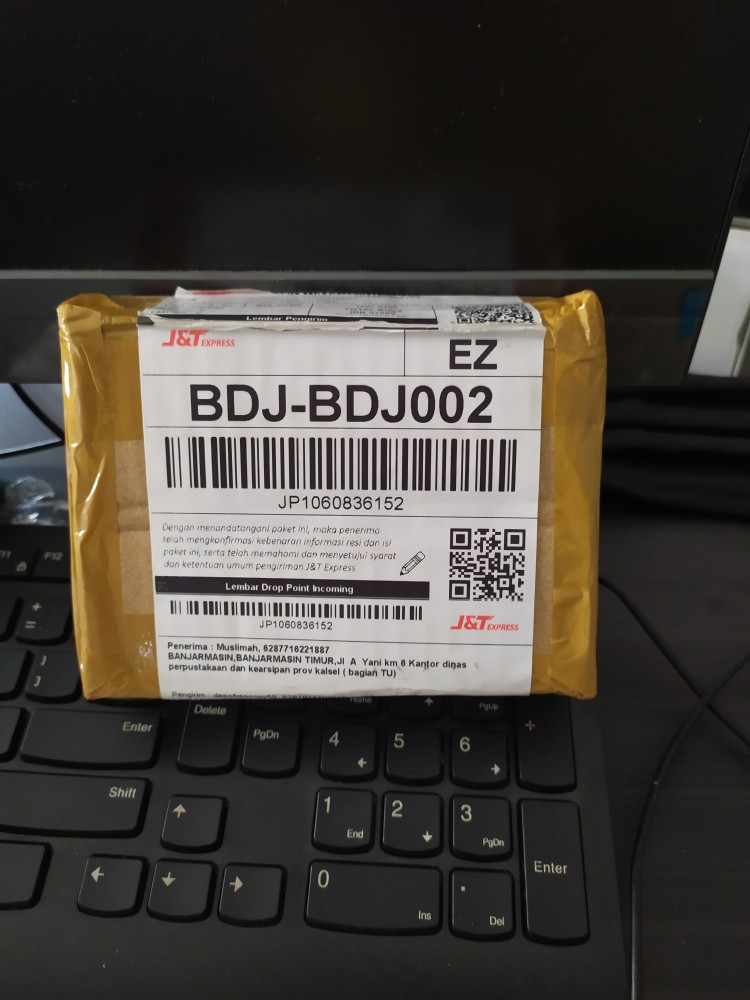 Lembar Pengirim
J&T EXPRESS
EZ
BDJ-BDJ002
JP1060836152
Dengan menandatangani paket ini, maka penerima
telah mengkonfirmasi kebenaran informasi resi dan isi
paket ini, serta telah memahami dan menyetujui syarat
dan ketentuan umum pengiriman J&T Express
Lembar Drop Point Incoming
JP1060836152
J&T EXPRESS
Penerima : Muslimah, 6287716221887
BANJARMASIN,BANJARMASIN TIMUR,Jl A Yani km 6 Kantor dinas
perpustakaan dan kearsipan prov kalsel ( bagian TU)
Pengirim :
F11
F12
+
=
}
]
Delete
Home
PgUp
Enter
PgDn
4
5
6
+
Shift
1
End
2
3
PgDn
Enter
0
Ins
.
Del